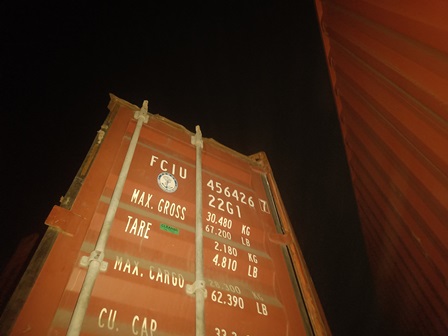 FCIU 456426 7
22G1
MAX. GROSS 30.480 KG
67.200 LB
TARE 2.180 KG
4.810 LB
MAX. CARGO 28.300 KG
62.390 LB
CU. CAP.